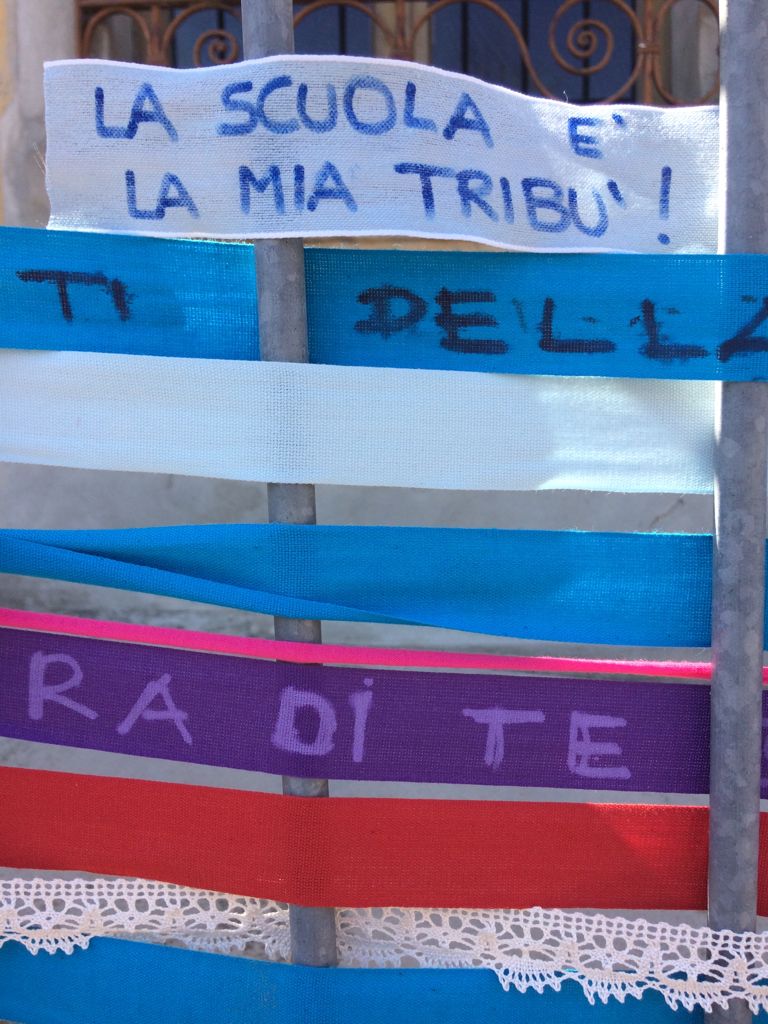 LA SCUOLA E'
LA MIA TRIBU'!
TI DELLA
RA DI TE